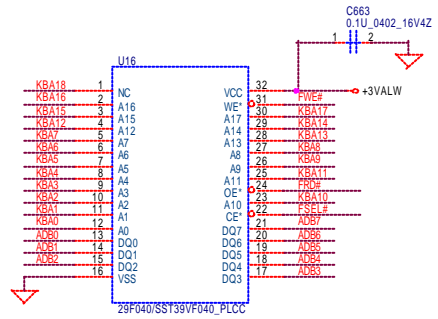 C663
0.1U_0402_16V4Z
1 2
U16
KBA18 1 NC VCC 32 +3VALW
KBA16 2 A16 WE* 31 FWE#
KBA15 3 A15 A17 30 KBA17
KBA12 4 A12 A14 29 KBA14
KBA7 5 A7 A13 28 KBA13
KBA6 6 A6 A8 27 KBA8
KBA5 7 A5 A9 26 KBA9
KBA4 8 A4 A11 25 KBA11
KBA3 9 A3 OE* 24 FRD#
KBA2 10 A2 A10 23 KBA10
KBA1 11 A1 CE* 22 FSEL#
KBA0 12 A0 DQ7 21 ADB7
ADB0 13 DQ0 DQ6 20 ADB6
ADB1 14 DQ1 DQ5 19 ADB5
ADB2 15 DQ2 DQ4 18 ADB4
16 VSS DQ3 17 ADB3
29F040/SST39VF040_PLCC